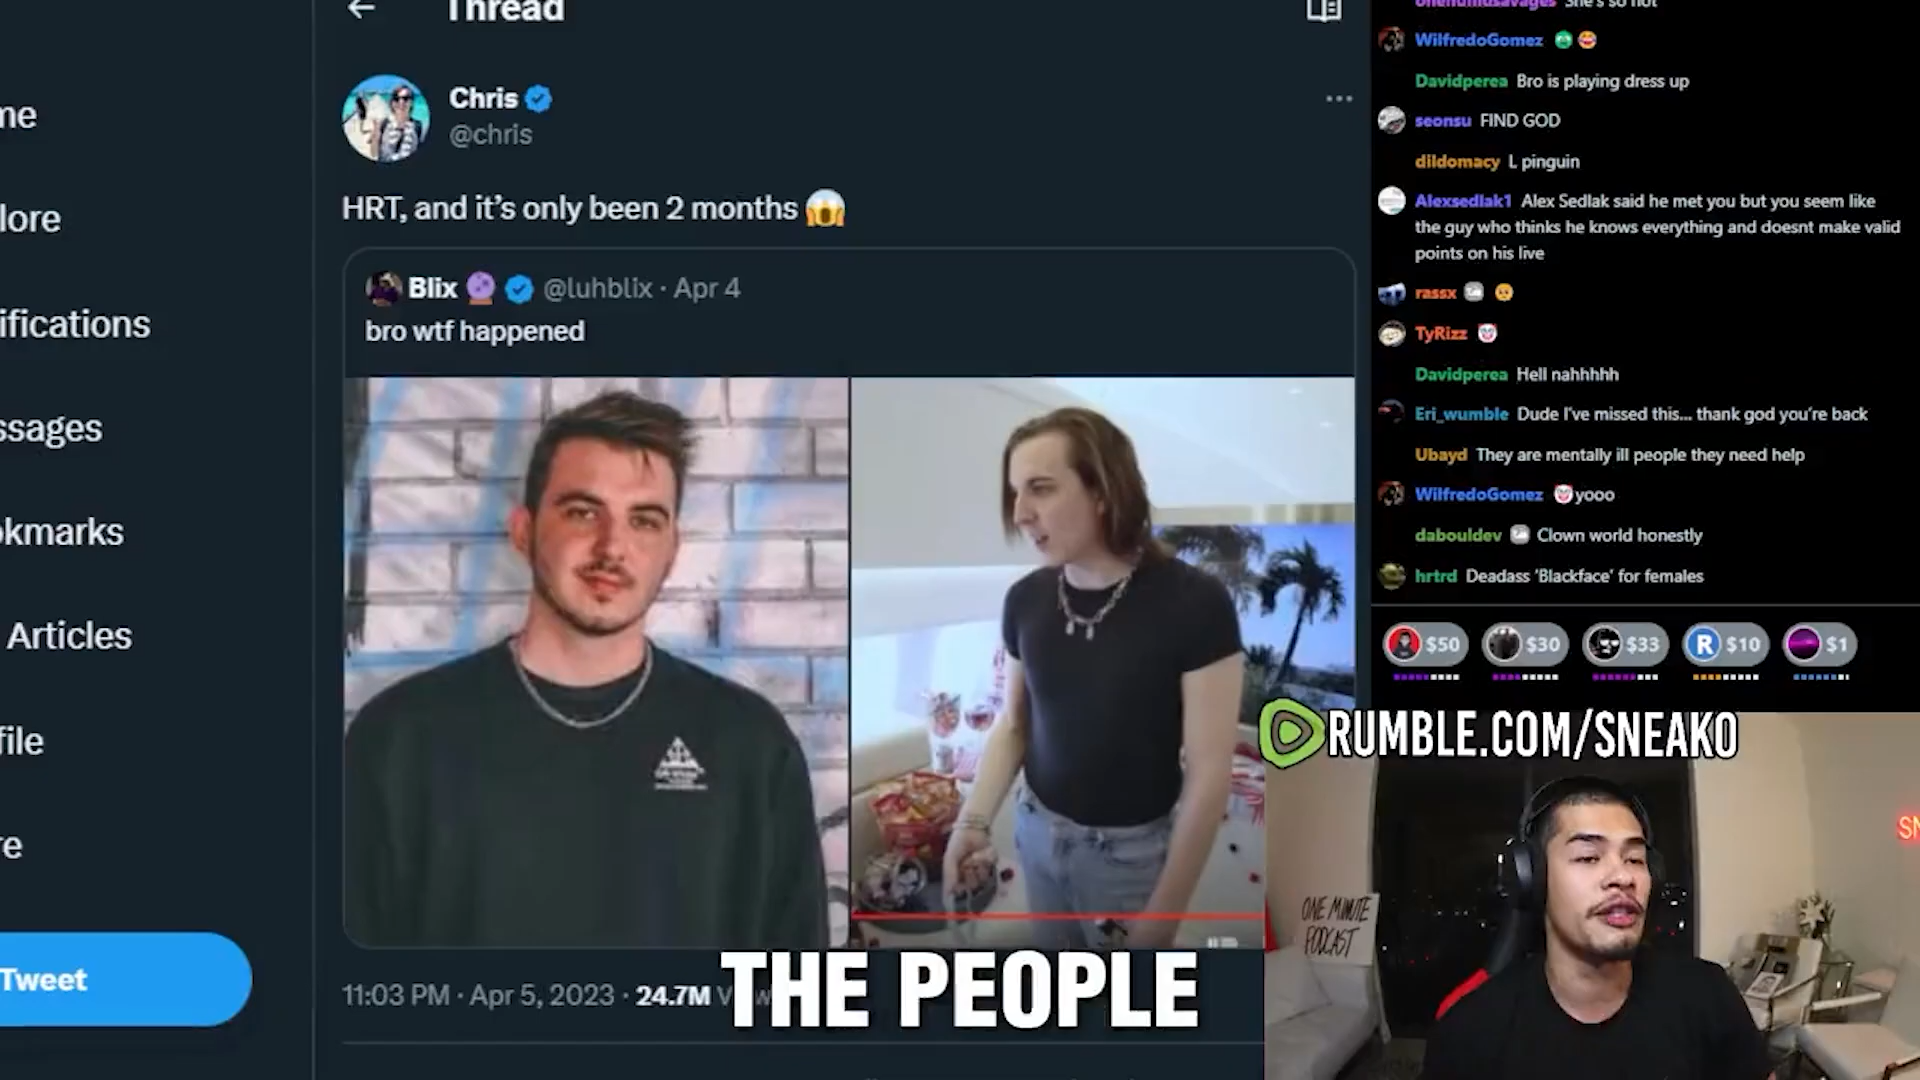 Thread
Chris
@chris
HRT, and it's only been 2 months
Blix @luhblix · Apr 4
bro wtf happened
11:03 PM · Apr 5, 2023 · 24.7M
THE PEOPLE
me
lore
ifications
ssages
okmarks
Articles
file
re
Tweet
onehundsavages She's so hot
WilfredoGomez
Davidperea Bro is playing dress up
seonsu FIND GOD
dildomacy L pinguin
Alexsedlak1 Alex Sedlak said he met you but you seem like
the guy who thinks he knows everything and doesnt make valid
points on his live
rassx
TyRizz
Davidperea Hell nahhhhh
Eri_wumble Dude I've missed this... thank god you're back
Ubayd They are mentally ill people they need help
WilfredoGomez yooo
dabouldev Clown world honestly
hrtrd Deadass 'Blackface' for females
$50 $30 $33 R $10 $1
RUMBLE.COM/SNEAKO
ONE MINUTE
PODCAST
SN